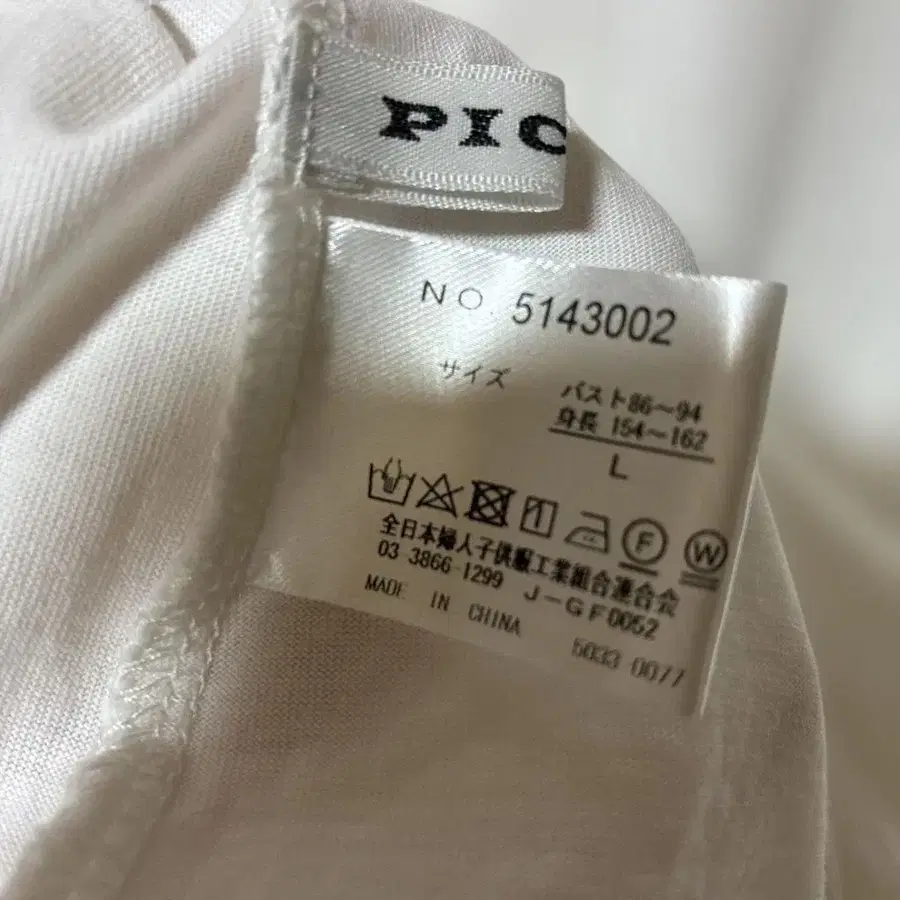 PIC
NO. 5143002
サイズ
バスト86～94
身長 154～162
L
F W
全日本婦人子供服工業組合連合会
03-3866-1299 J-GF0052
MADE IN CHINA
5033 0077